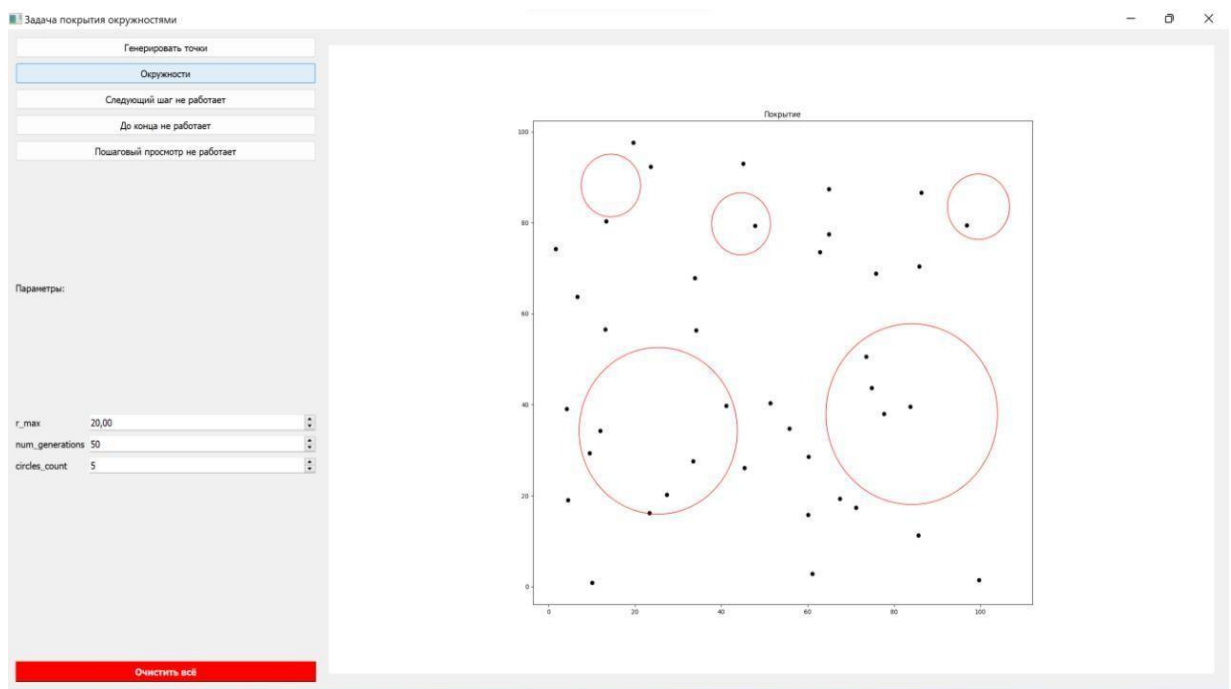 Задача покрытия окружностями
Генерировать точки
Окружности
Следующий шаг не работает
До конца не работает
Пошаговый просмотр не работает
Параметры:
r_max 20,00
num_generations 50
circles_count 5
Очистить всё
Покрытие
100
80
60
40
20
0
0 20 40 60 80 100